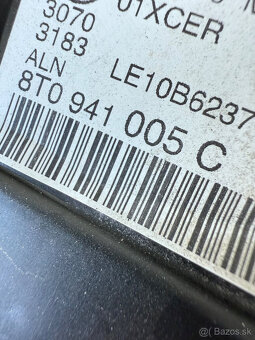 01XCER
3070
3183
ALN LE10B6237
8T0 941 005 C
Bazos.sk